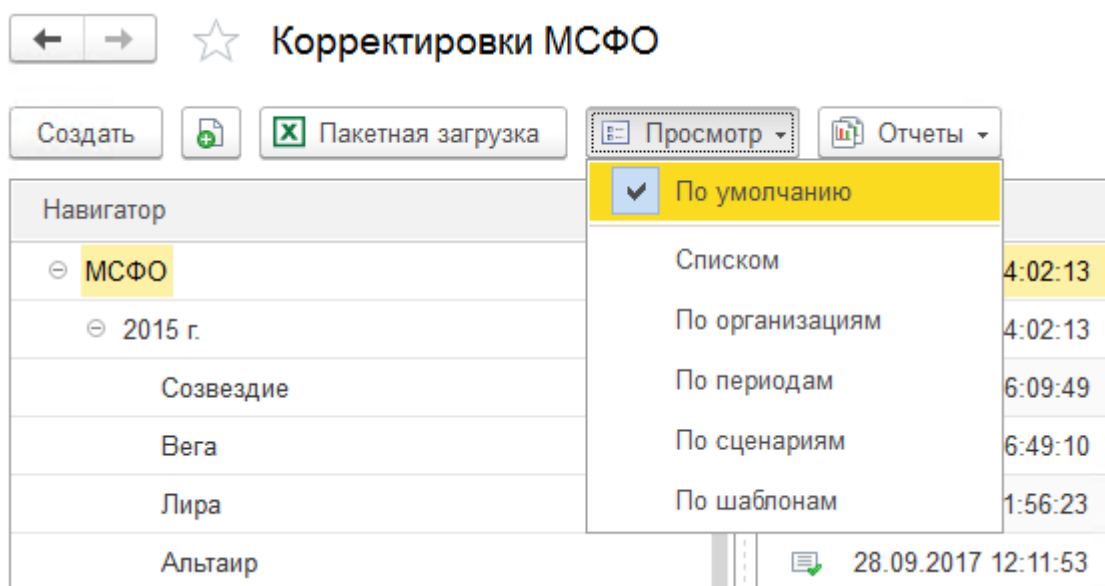 Корректировки МСФО
Создать Пакетная загрузка Просмотр Отчеты
Навигатор
По умолчанию
Списком
По организациям
По периодам
По сценариям
По шаблонам
МСФО 4:02:13
2015 г. 4:02:13
Созвездие 6:09:49
Вега 6:49:10
Лира 1:56:23
Альтаир 28.09.2017 12:11:53